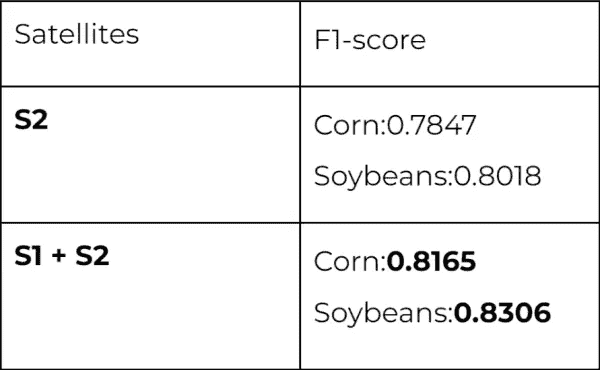 Satellites
F1-score
S2
Corn:0.7847
Soybeans:0.8018
S1 + S2
Corn:0.8165
Soybeans:0.8306